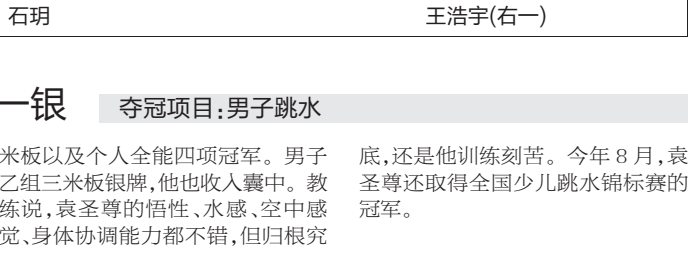 石玥
王浩宇(右一)
一银
夺冠项目:男子跳水
米板以及个人全能四项冠军。男子
乙组三米板银牌,他也收入囊中。教
练说,袁圣尊的悟性、水感、空中感
觉、身体协调能力都不错,但归根究
底,还是他训练刻苦。今年8月,袁
圣尊还取得全国少儿跳水锦标赛的
冠军。